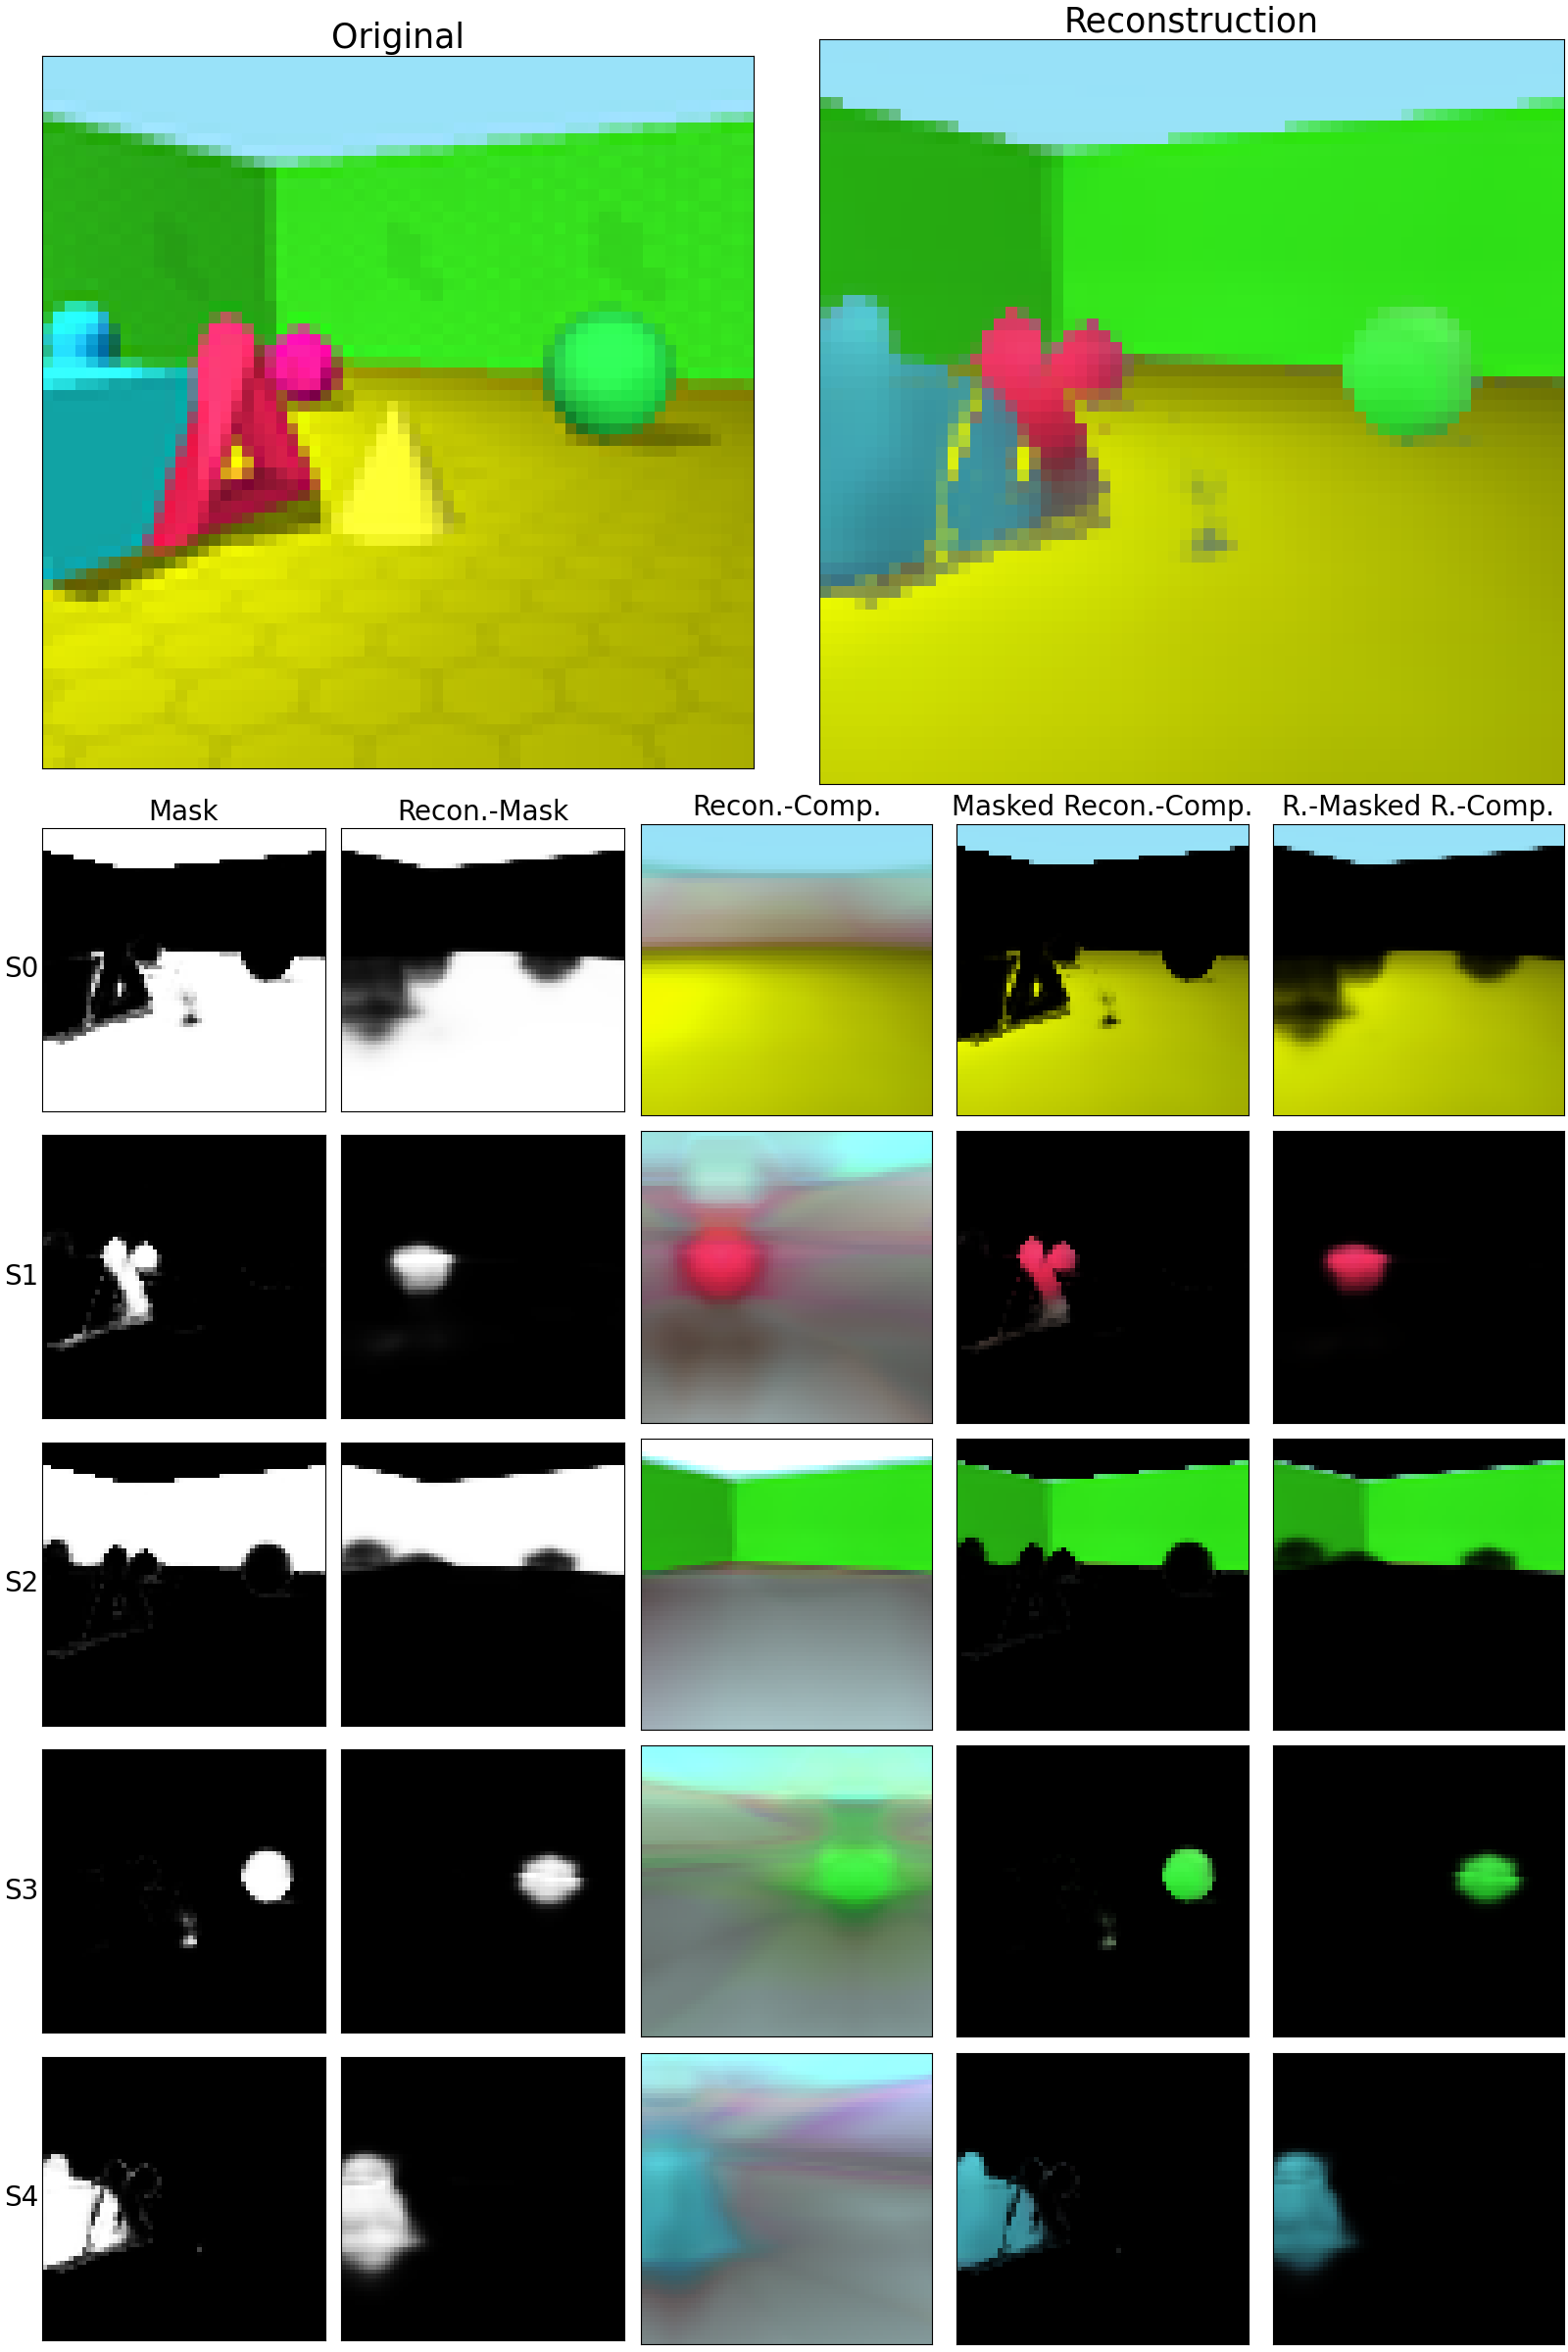 Original
Reconstruction
Mask
Recon.-Mask
Recon.-Comp.
Masked Recon.-Comp.
R.-Masked R.-Comp.
S0
S1
S2
S3
S4